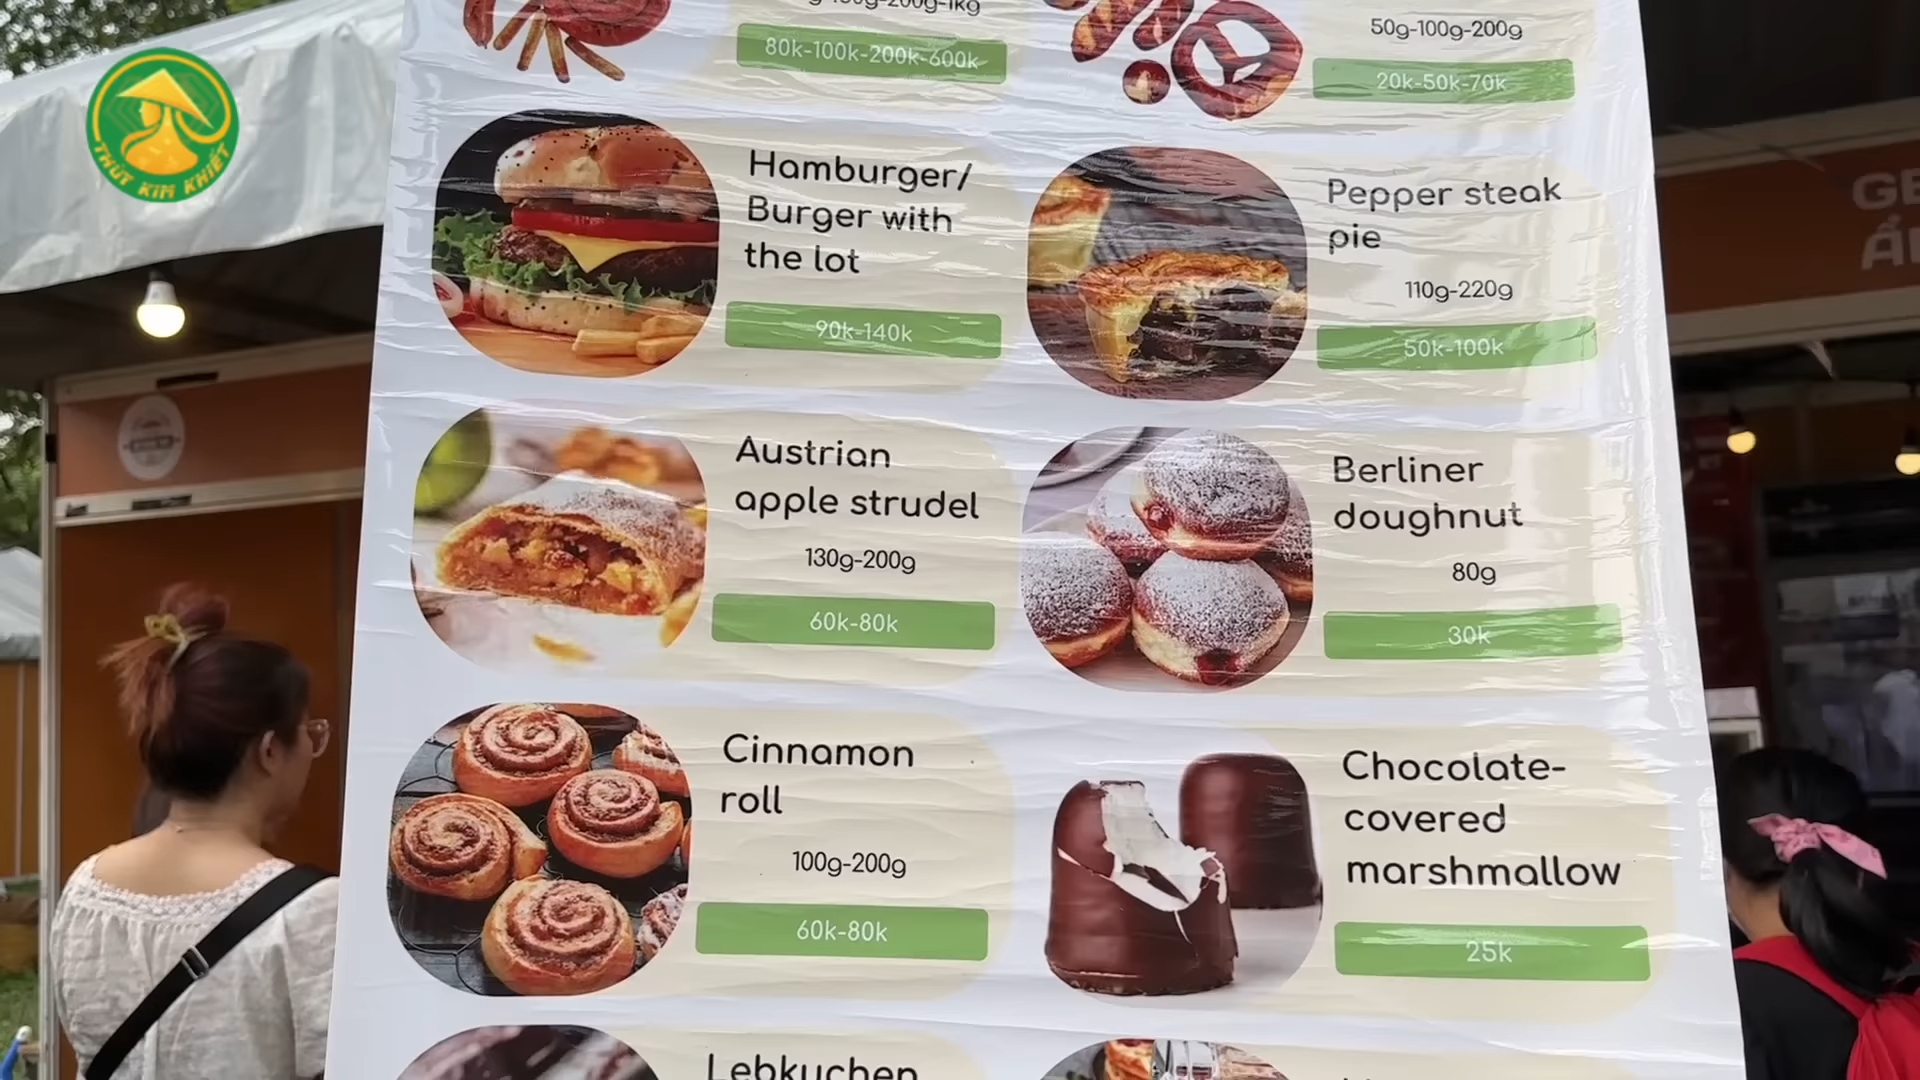 THÚY KIM KHIẾT
80k-100k-200k-600k
50g-100g-200g
20k-50k-70k
Hamburger/
Burger with
the lot
90k-140k
Pepper steak
pie
110g-220g
50k-100k
Austrian
apple strudel
130g-200g
60k-80k
Berliner
doughnut
80g
30k
Cinnamon
roll
100g-200g
60k-80k
Chocolate-
covered
marshmallow
25k
Lebkuchen